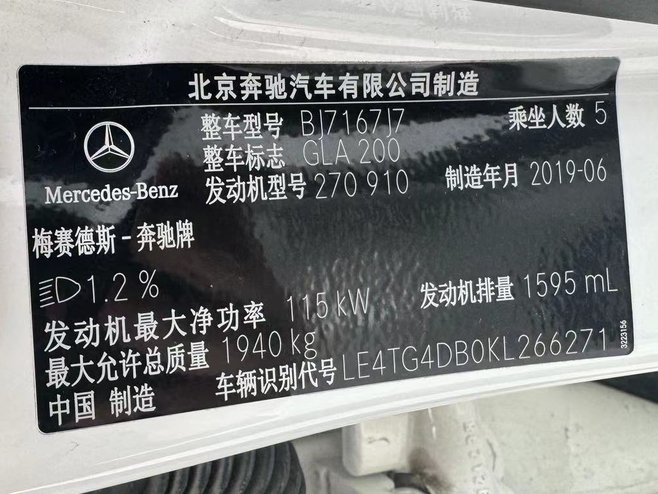 北京奔驰汽车有限公司制造
整车型号 BJ7167J7 乘坐人数 5
整车标志 GLA 200
发动机型号 270 910 制造年月 2019-06
Mercedes-Benz
梅赛德斯-奔驰牌
1.2 %
发动机最大净功率 115 kW 发动机排量 1595 mL
最大允许总质量 1940 kg
车辆识别代号 LE4TG4DB0KL266271
中国 制造
3223156